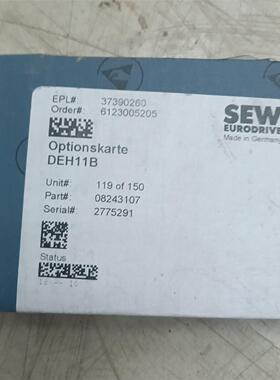 EPL#: 37390260
Order#: 6123005205
SEW
EURODRIVE
Made in Germany
Optionskarte
DEH11B
Unit#: 119 of 150
Part#: 08243107
Serial#: 2775291
Status